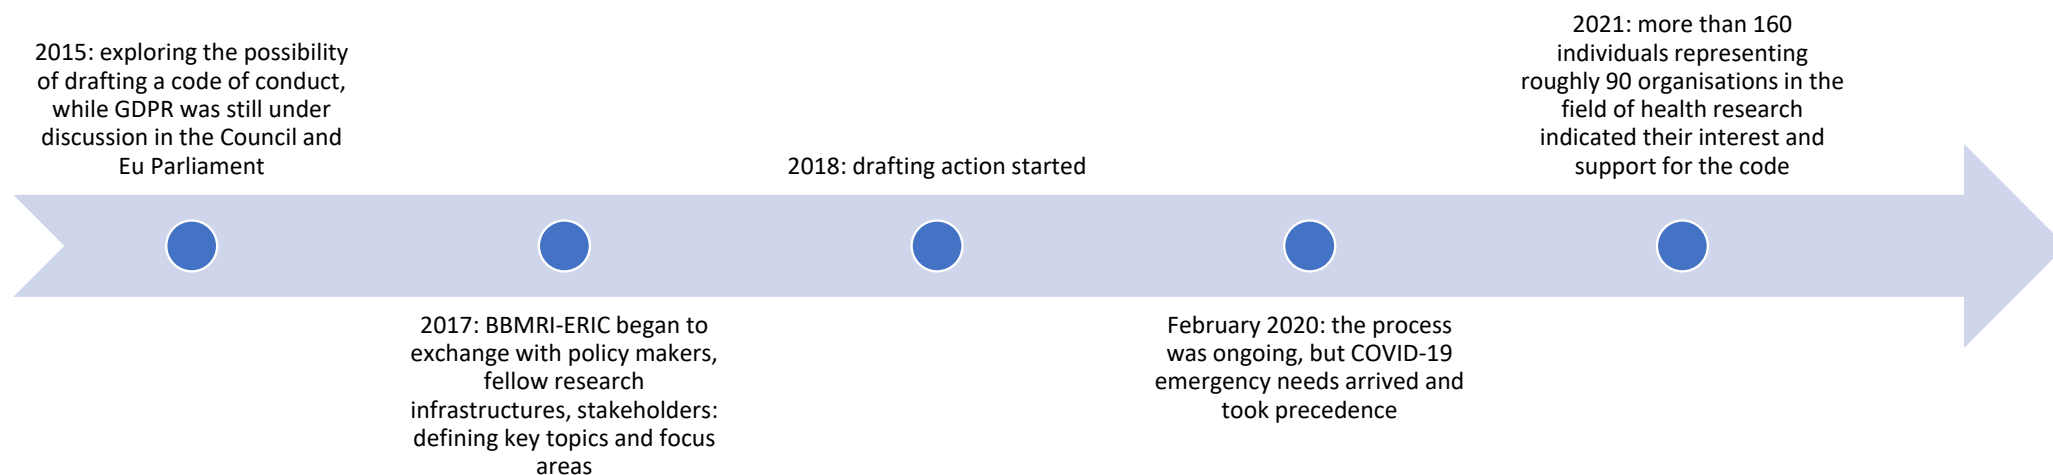 2015: exploring the possibility
of drafting a code of conduct,
while GDPR was still under
discussion in the Council and
Eu Parliament
2017: BBMRI-ERIC began to
exchange with policy makers,
fellow research
infrastructures, stakeholders:
defining key topics and focus
areas
2018: drafting action started
February 2020: the process
was ongoing, but COVID-19
emergency needs arrived and
took precedence
2021: more than 160
individuals representing
roughly 90 organisations in the
field of health research
indicated their interest and
support for the code